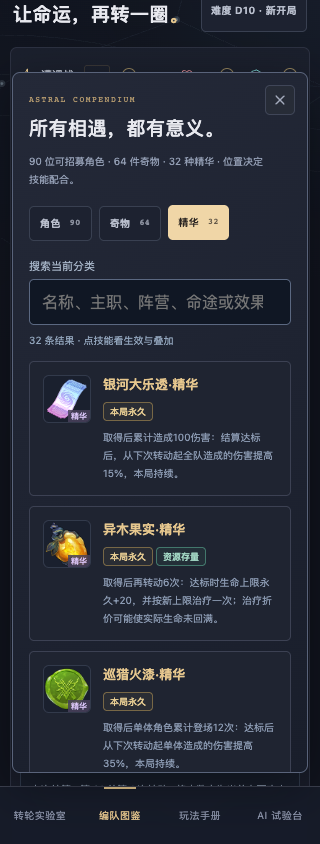 让命运，再转一圈。
难度 D10 · 新开局
ASTRAL COMPENDIUM
所有相遇，都有意义。
90 位可招募角色 · 64 件奇物 · 32 种精华 · 位置决定
技能配合。
角色 90
奇物 64
精华 32
搜索当前分类
名称、主职、阵营、命途或效果
32 条结果 · 点技能看生效与叠加
银河大乐透·精华
精华
本局永久
取得后累计造成100伤害：结算达标
后，从下次转动起全队造成的伤害提高
15%，本局持续。
异木果实·精华
精华
本局永久
资源存量
取得后再转动6次：达标时生命上限永
久+20，并按新上限治疗一次；治疗折
价可能使实际生命未回满。
巡猎火漆·精华
精华
本局永久
取得后单体角色累计登场12次：达标后
从下次转动起单体造成的伤害提高
35%，本局持续。
转轮实验室
编队图鉴
玩法手册
AI 试验台